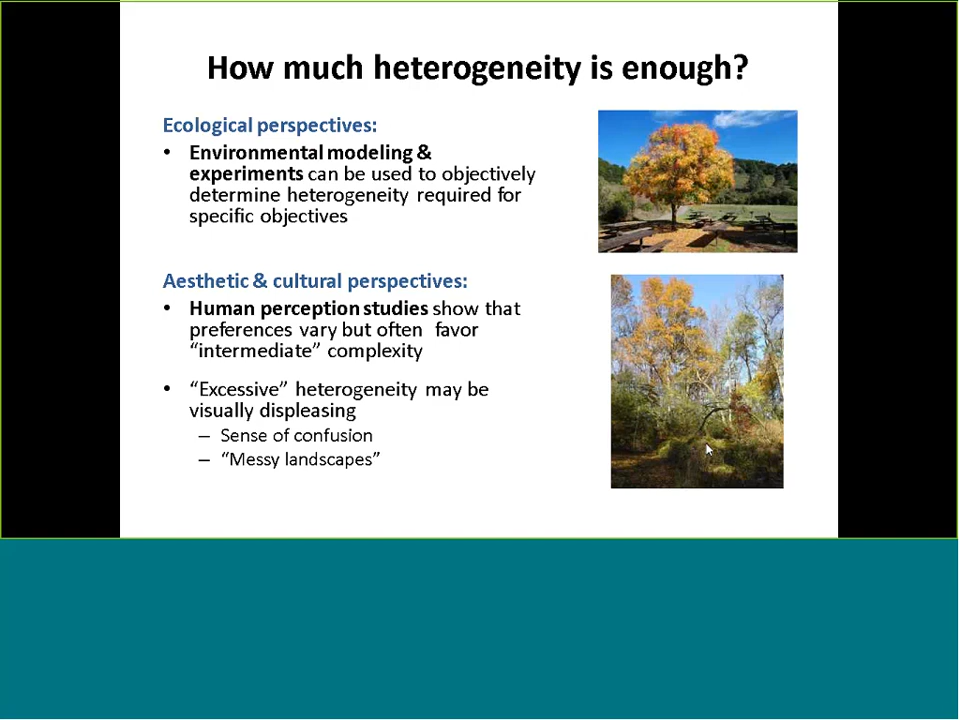 How much heterogeneity is enough?
Ecological perspectives:
• Environmental modeling &
experiments can be used to objectively
determine heterogeneity required for
specific objectives
Aesthetic & cultural perspectives:
• Human perception studies show that
preferences vary but often favor
“intermediate” complexity
• “Excessive” heterogeneity may be
visually displeasing
– Sense of confusion
– “Messy landscapes”